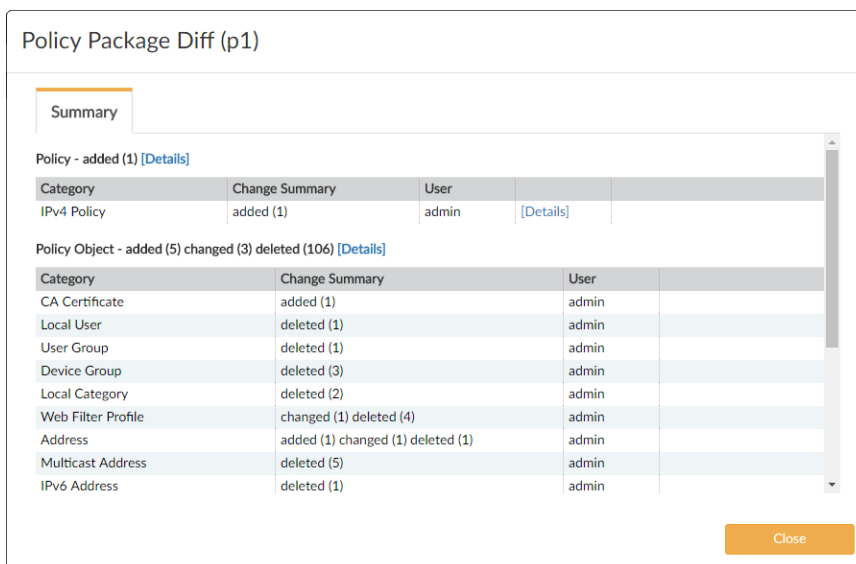 Policy Package Diff (p1)
Summary
Policy - added (1) [Details]
Category Change Summary User
IPv4 Policy added (1) admin [Details]
Policy Object - added (5) changed (3) deleted (106) [Details]
Category Change Summary User
CA Certificate added (1) admin
Local User deleted (1) admin
User Group deleted (1) admin
Device Group deleted (3) admin
Local Category deleted (2) admin
Web Filter Profile changed (1) deleted (4) admin
Address added (1) changed (1) deleted (1) admin
Multicast Address deleted (5) admin
IPv6 Address deleted (1) admin
Close